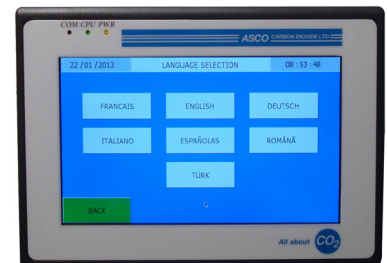 COM CPU PWR
ASCO CARBON DIOXIDE LTD
22/01/2013 LANGUAGE SELECTION 08:53:48
FRANCAIS ENGLISH DEUTSCH
ITALIANO ESPAÑOLAS ROMÂNĂ
TÜRK
BACK
All about CO2